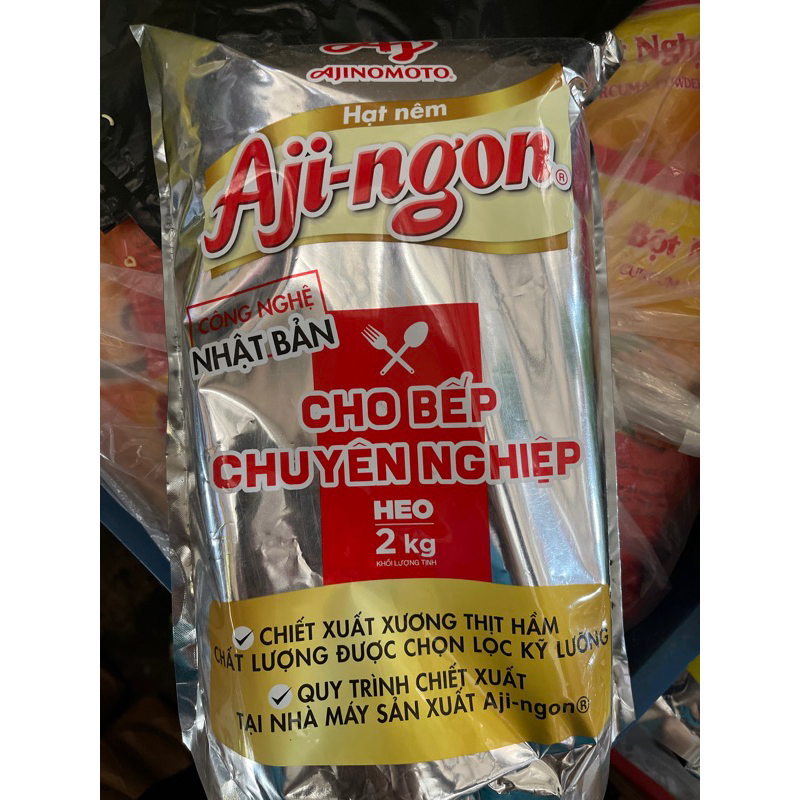 AJINOMOTO®
Hạt nêm
Aji-ngon®
CÔNG NGHỆ
NHẬT BẢN
CHO BẾP
CHUYÊN NGHIỆP
HEO
2 kg
KHỐI LƯỢNG TỊNH
CHIẾT XUẤT XƯƠNG THỊT HẦM
CHẤT LƯỢNG ĐƯỢC CHỌN LỌC KỸ LƯỠNG
QUY TRÌNH CHIẾT XUẤT
TẠI NHÀ MÁY SẢN XUẤT Aji-ngon®
Bột